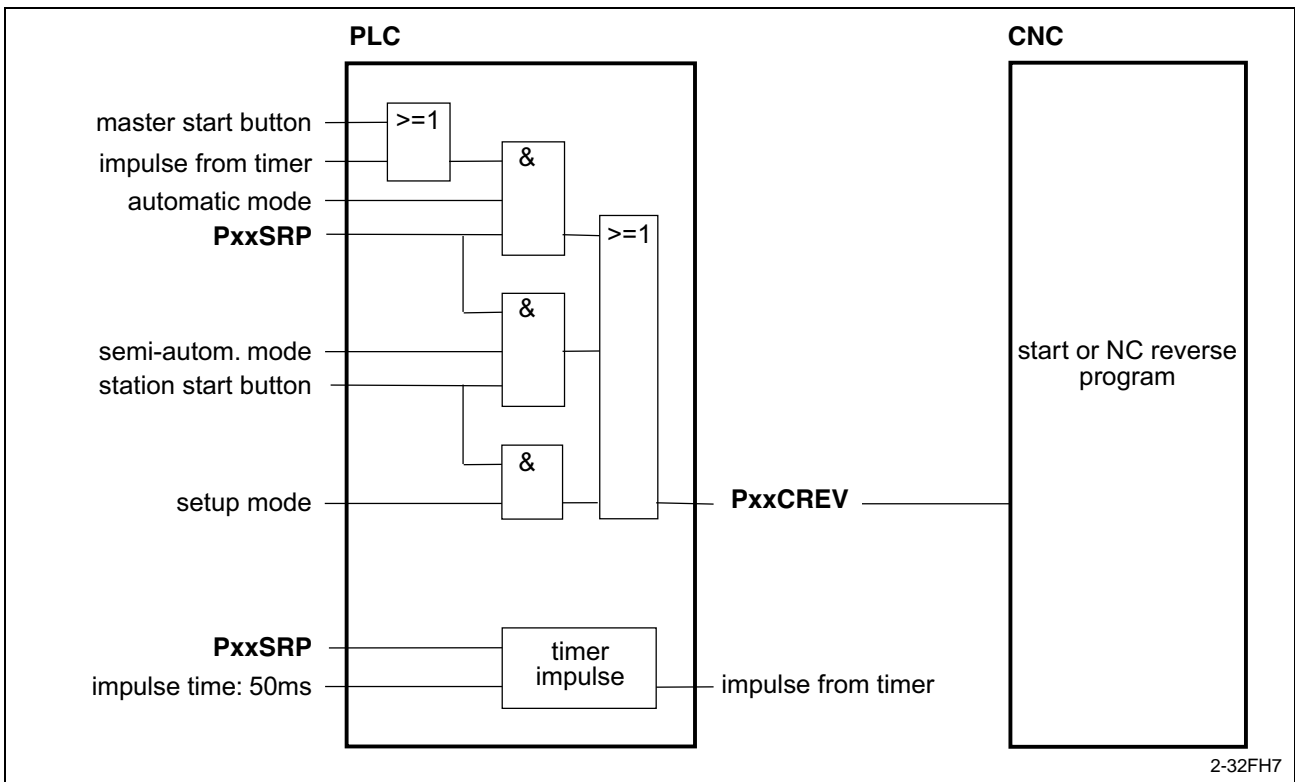 PLC
CNC
master start button
>=1
impulse from timer
&
automatic mode
PxxSRP
>=1
&
semi-autom. mode
start or NC reverse
program
station start button
&
setup mode
PxxCREV
PxxSRP
timer
impulse
impulse time: 50ms
impulse from timer
2-32FH7